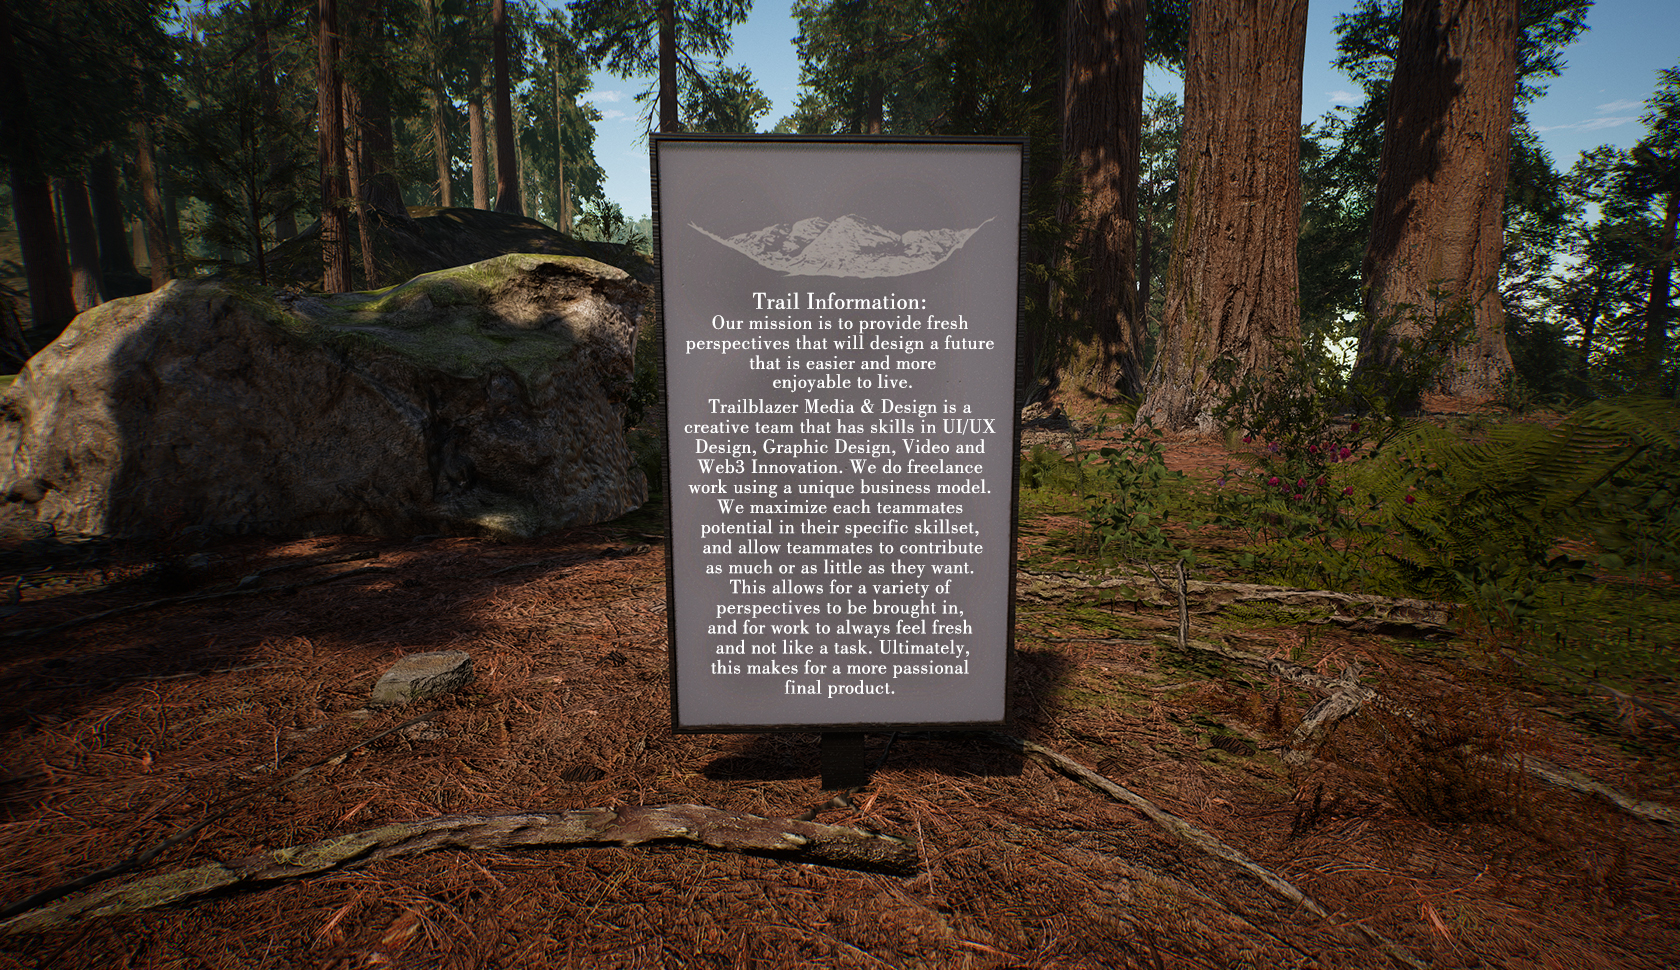 Trail Information:
Our mission is to provide fresh
perspectives that will design a future
that is easier and more
enjoyable to live.
Trailblazer Media & Design is a
creative team that has skills in UI/UX
Design, Graphic Design, Video and
Web3 Innovation. We do freelance
work using a unique business model.
We maximize each teammates
potential in their specific skillset,
and allow teammates to contribute
as much or as little as they want.
This allows for a variety of
perspectives to be brought in,
and for work to always feel fresh
and not like a task. Ultimately,
this makes for a more passional
final product.